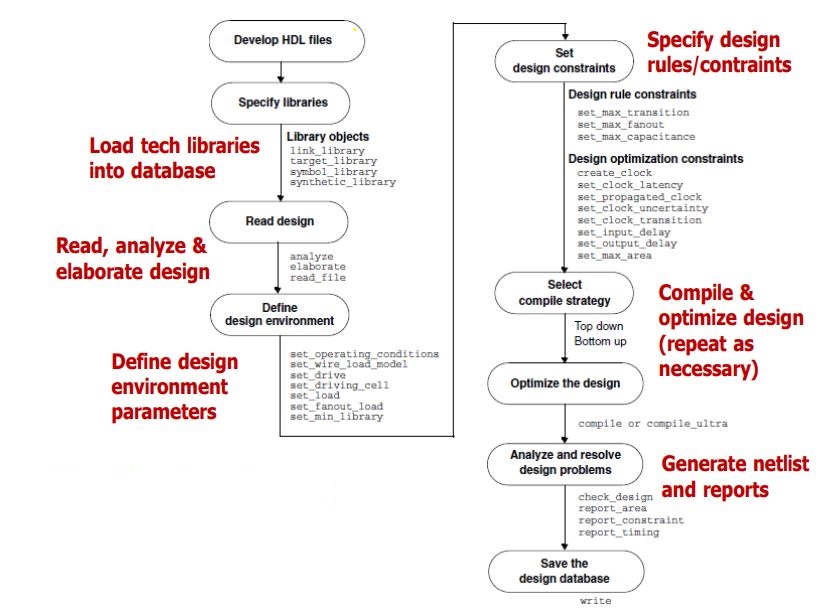 Develop HDL files
Specify libraries
Load tech libraries
into database
Library objects
link_library
target_library
symbol_library
synthetic_library
Read design
Read, analyze &
elaborate design
analyze
elaborate
read_file
Define
design environment
Define design
environment
parameters
set_operating_conditions
set_wire_load_model
set_drive
set_driving_cell
set_load
set_fanout_load
set_min_library
Set
design constraints
Specify design
rules/contraints
Design rule constraints
set_max_transition
set_max_fanout
set_max_capacitance
Design optimization constraints
create_clock
set_clock_latency
set_propagated_clock
set_clock_uncertainty
set_clock_transition
set_input_delay
set_output_delay
set_max_area
Select
compile strategy
Compile &
optimize design
(repeat as
necessary)
Top down
Bottom up
Optimize the design
compile or compile_ultra
Analyze and resolve
design problems
Generate netlist
and reports
check_design
report_area
report_constraint
report_timing
Save the
design database
write